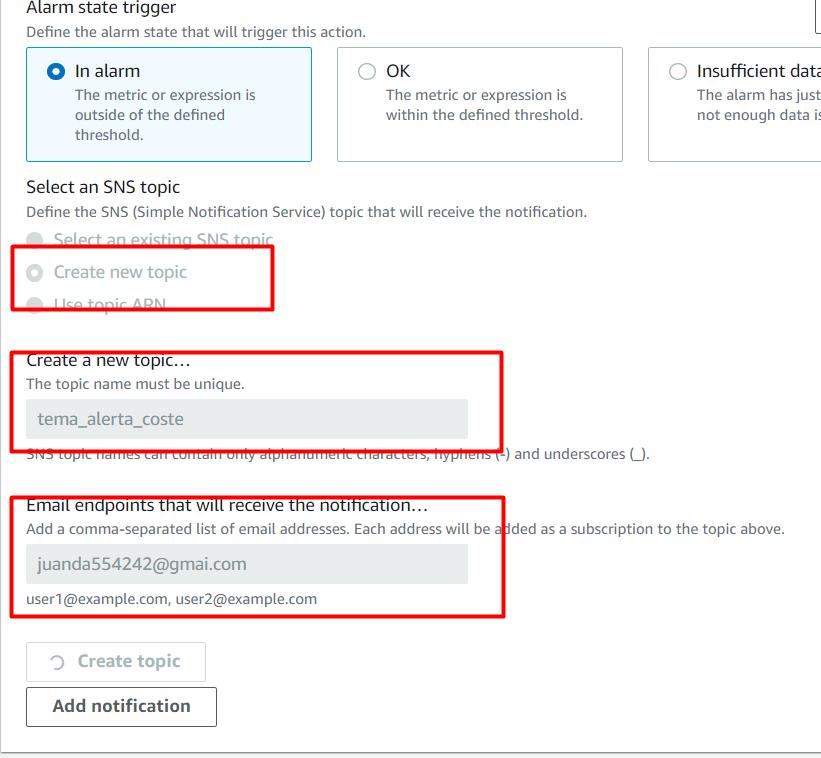 Alarm state trigger
Define the alarm state that will trigger this action.
In alarm
The metric or expression is
outside of the defined
threshold.
OK
The metric or expression is
within the defined threshold.
Insufficient data
The alarm has just
not enough data is
Select an SNS topic
Define the SNS (Simple Notification Service) topic that will receive the notification.
Select an existing SNS topic
Create new topic
Use topic ARN
Create a new topic…
The topic name must be unique.
tema_alerta_coste
SNS topic names can contain only alphanumeric characters, hyphens (-) and underscores (_).
Email endpoints that will receive the notification…
Add a comma-separated list of email addresses. Each address will be added as a subscription to the topic above.
juanda554242@gmai.com
user1@example.com, user2@example.com
Create topic
Add notification